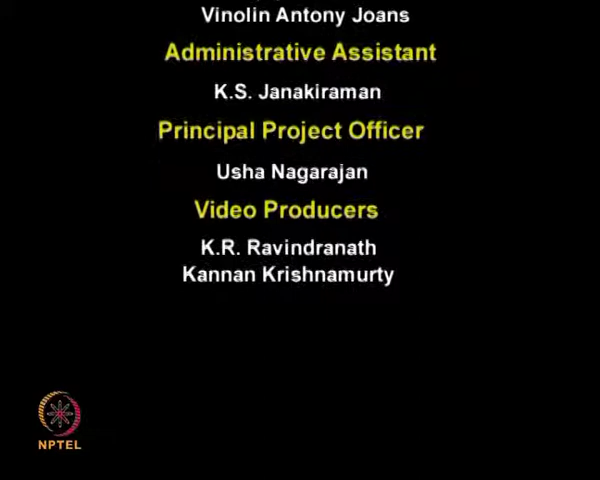 Vinolin Antony Joans
Administrative Assistant
K.S. Janakiraman
Principal Project Officer
Usha Nagarajan
Video Producers
K.R. Ravindranath
Kannan Krishnamurty
NPTEL